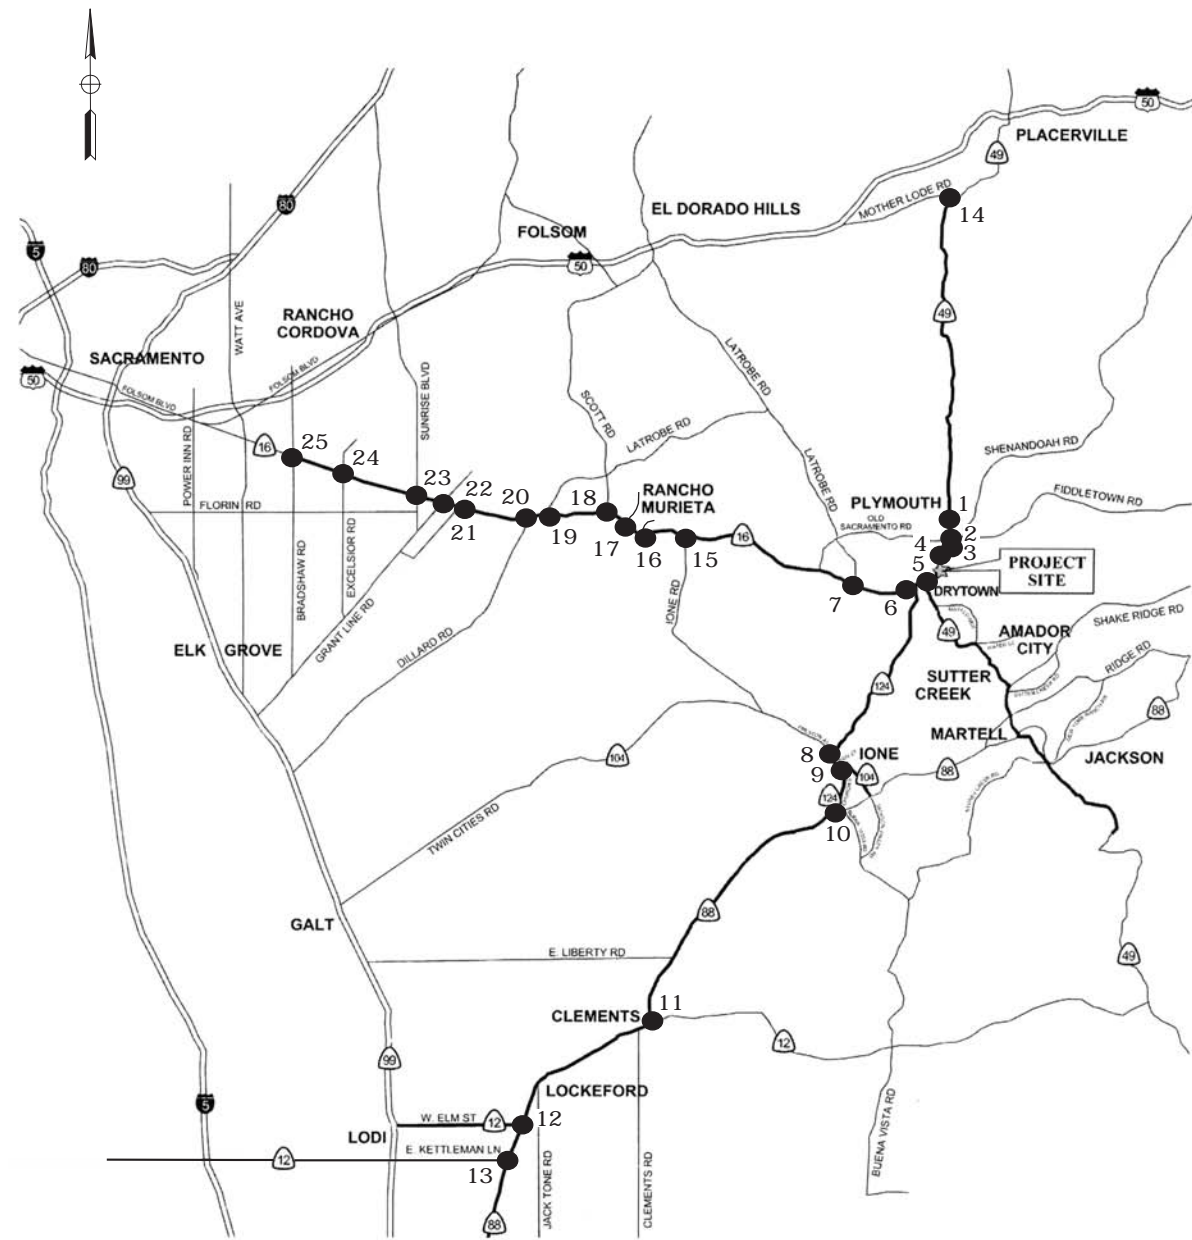 50
PLACERVILLE
49
MOTHER LODE RD
14
80
EL DORADO HILLS
FOLSOM
50
5
80
RANCHO
CORDOVA
WATT AVE
49
SACRAMENTO
FOLSOM BLVD
50
FOLSOM BLVD
SUNRISE BLVD
LATROBE RD
SCOTT RD
LATROBE RD
POWER INN RD
16
25
24
99
LATROBE RD
SHENANDOAH RD
FIDDLETOWN RD
23
22
20
18
RANCHO
MURIETA
PLYMOUTH
1
OLD
SACRAMENTO RD
2
FLORIN RD
21
19
17
16
15
16
4
3
EXCELSIOR RD
BRADSHAW RD
5
PROJECT
SITE
7
6
DRYTOWN
IONE RD
GRANT LINE RD
DILLARD RD
ELK GROVE
49
AMADOR
CITY
SHAKE RIDGE RD
124
SUTTER
CREEK
RIDGE RD
88
MARTELL
JACKSON
8
IONE
9
104
88
104
124
10
TWIN CITIES RD
GALT
88
E. LIBERTY RD
49
11
CLEMENTS
12
99
LOCKEFORD
5
W. ELM ST
12
12
LODI
E. KETTLEMAN LN
12
13
BUENA VISTA RD
JACK TONE RD
CLEMENTS RD
88